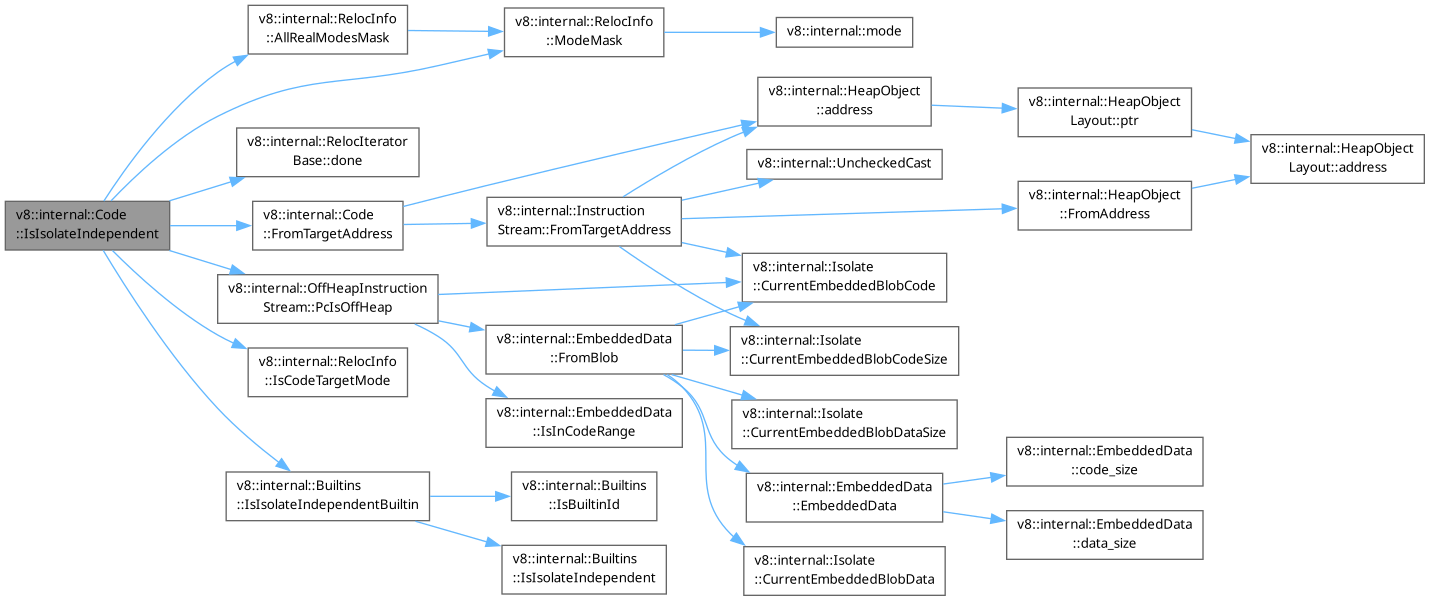 v8::internal::RelocInfo
::AllRealModesMask
v8::internal::RelocInfo
::ModeMask
v8::internal::mode
v8::internal::HeapObject
::address
v8::internal::HeapObject
Layout::ptr
v8::internal::RelocIterator
Base::done
v8::internal::UncheckedCast
v8::internal::HeapObject
Layout::address
v8::internal::Code
::IsIsolateIndependent
v8::internal::Code
::FromTargetAddress
v8::internal::Instruction
Stream::FromTargetAddress
v8::internal::HeapObject
::FromAddress
v8::internal::OffHeapInstruction
Stream::PcIsOffHeap
v8::internal::Isolate
::CurrentEmbeddedBlobCode
v8::internal::EmbeddedData
::FromBlob
v8::internal::Isolate
::CurrentEmbeddedBlobCodeSize
v8::internal::RelocInfo
::IsCodeTargetMode
v8::internal::EmbeddedData
::IsInCodeRange
v8::internal::Isolate
::CurrentEmbeddedBlobDataSize
v8::internal::Builtins
::IsIsolateIndependentBuiltin
v8::internal::Builtins
::IsBuiltinId
v8::internal::EmbeddedData
::EmbeddedData
v8::internal::EmbeddedData
::code_size
v8::internal::EmbeddedData
::data_size
v8::internal::Builtins
::IsIsolateIndependent
v8::internal::Isolate
::CurrentEmbeddedBlobData